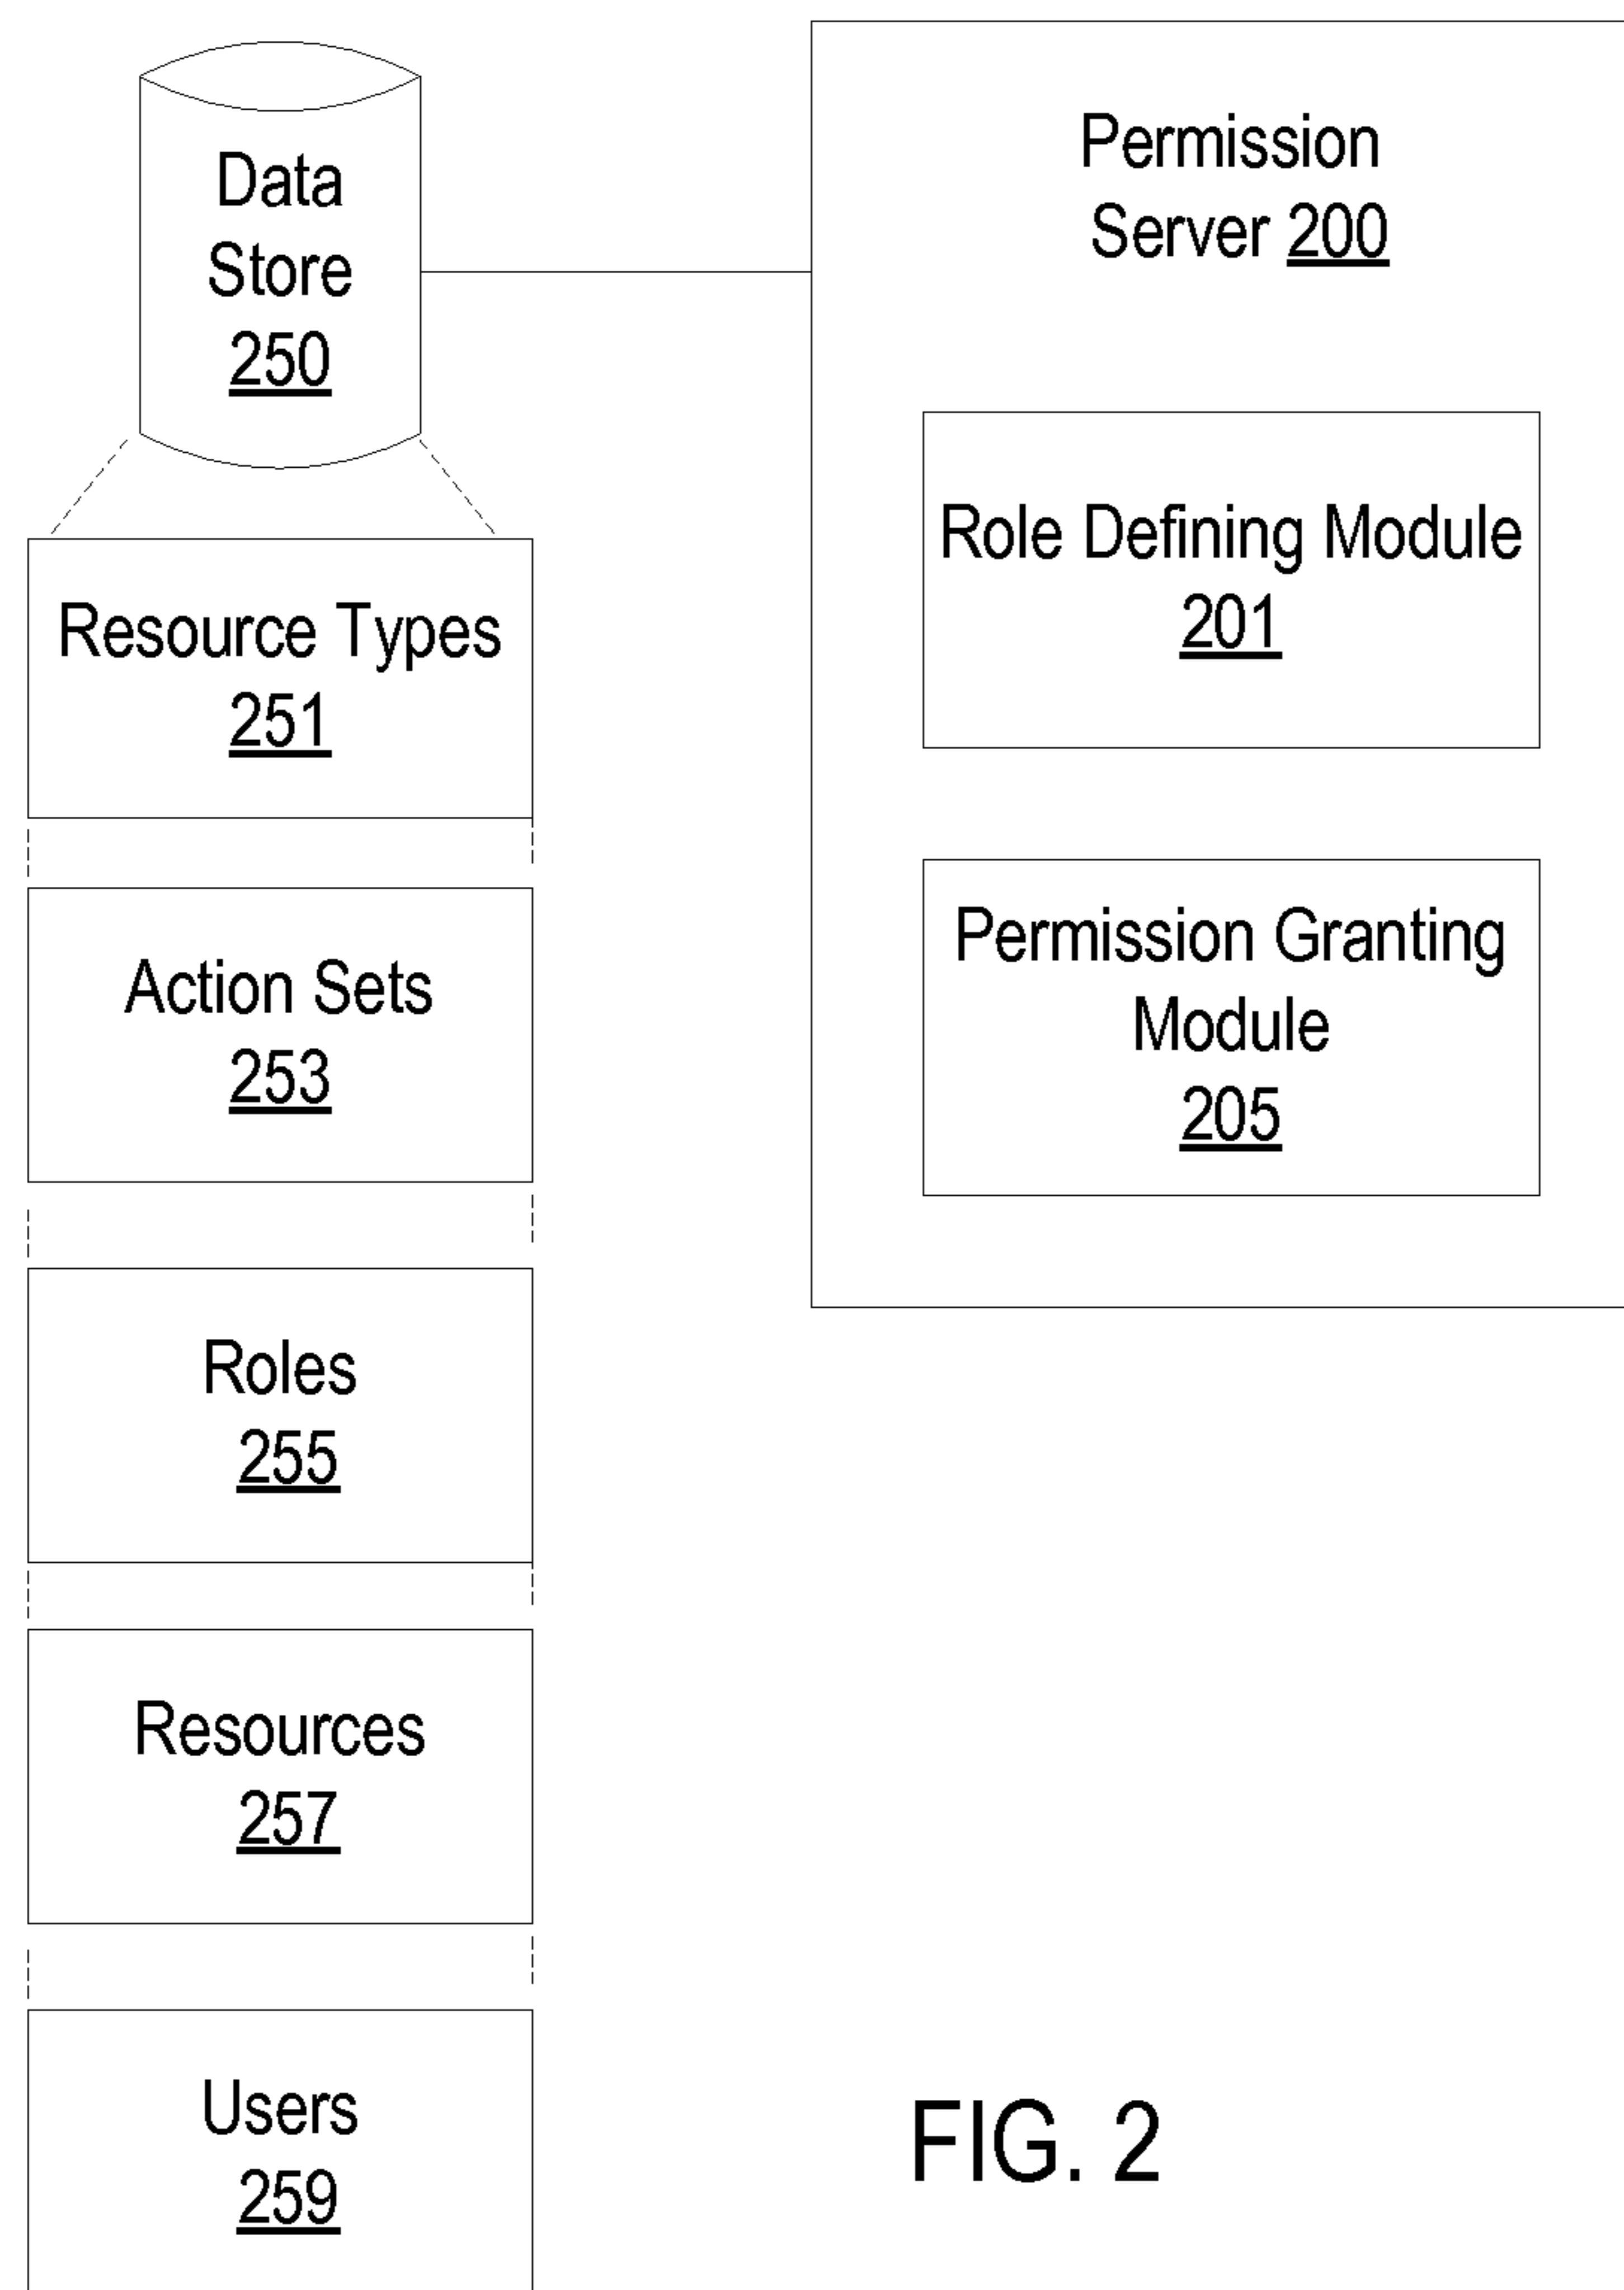 Data
Store
250
Resource Types
251
Action Sets
253
Roles
255
Resources
257
Users
259
Permission
Server 200
Role Defining Module
201
Permission Granting
Module
205
FIG. 2